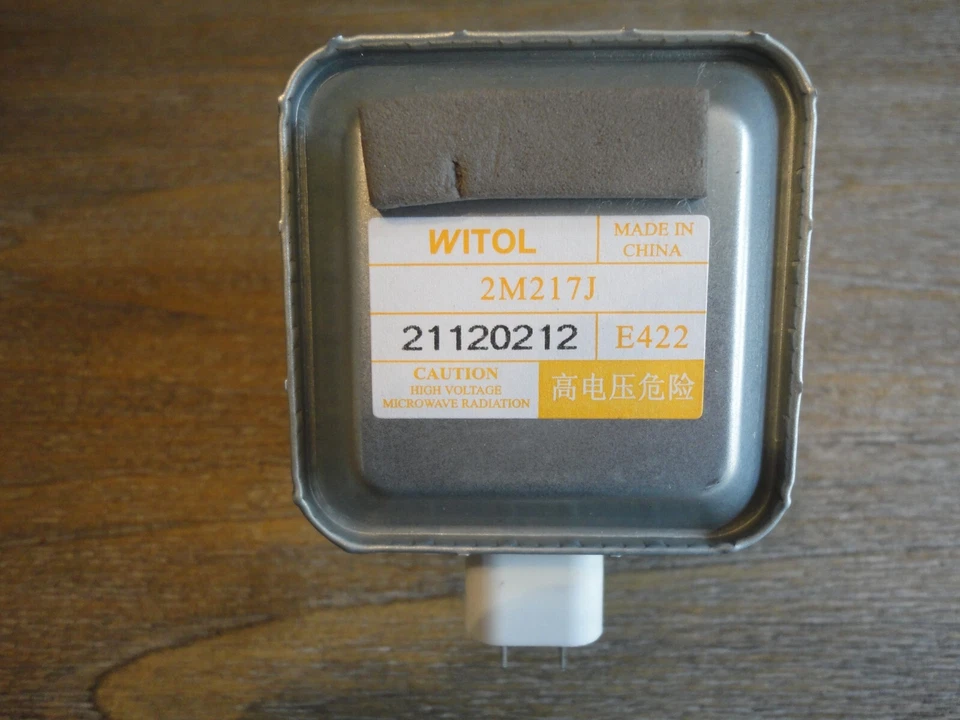 WITOL
MADE IN
CHINA
2M217J
21120212
E422
CAUTION
HIGH VOLTAGE
MICROWAVE RADIATION
高电压危险